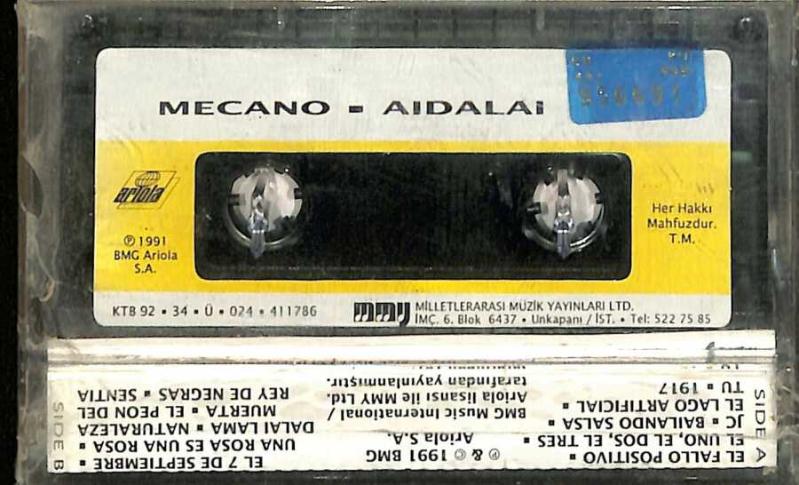 MECANO - AIDALAI
ariola
℗ 1991
BMG Ariola
S.A.
Her Hakkı
Mahfuzdur.
T.M.
KTB 92 • 34 • Ü • 024 • 411786
mmy MİLLETLERARASI MÜZİK YAYINLARI LTD.
İMÇ. 6. Blok 6437 • Unkapanı / İST. • Tel: 522 75 85
SIDE A
EL FALLO POSITIVO ▪
EL UNO, EL DOS, EL TRES ▪
JC ▪ BAILANDO SALSA
EL LAGO ARTIFICIAL ▪
TU ▪ 1917
℗ & © 1991 BMG
Ariola S.A.
BMG Music International /
Ariola lisansı ile MMY Ltd.
tarafından yayınlanmıştır.
SIDE B
EL 7 DE SEPTIEMBRE ▪
UNA ROSA ES UNA ROSA
DALAI LAMA ▪ NATURALEZA
MUERTA ▪ EL PEON DEL
REY DE NEGRAS ▪ SENTIA